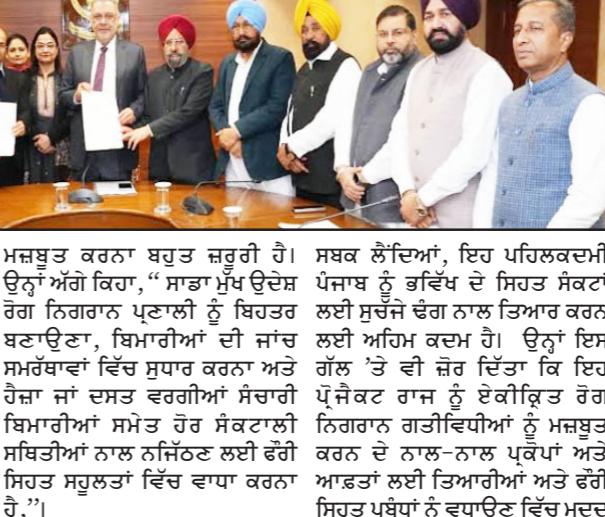 ਮਜ਼ਬੂਤ ਕਰਨਾ ਬਹੁਤ ਜ਼ਰੂਰੀ ਹੈ।
ਉਨ੍ਹਾਂ ਅੱਗੇ ਕਿਹਾ,‘‘ ਸਾਡਾ ਮੁੱਖ ਉਦੇਸ਼
ਰੋਗ ਨਿਗਰਾਨ ਪ੍ਰਣਾਲੀ ਨੂੰ ਬਿਹਤਰ
ਬਣਾਉਣਾ, ਬਿਮਾਰੀਆਂ ਦੀ ਜਾਂਚ
ਸਮਰੱਥਾਵਾਂ ਵਿੱਚ ਸੁਧਾਰ ਕਰਨਾ ਅਤੇ
ਹੈਜ਼ਾ ਜਾਂ ਦਸਤ ਵਰਗੀਆਂ ਸੰਚਾਰੀ
ਬਿਮਾਰੀਆਂ ਸਮੇਤ ਹੋਰ ਸੰਕਟਾਲੀ
ਸਥਿਤੀਆਂ ਨਾਲ ਨਜਿੱਠਣ ਲਈ ਫੌਰੀ
ਸਿਹਤ ਸਹੂਲਤਾਂ ਵਿੱਚ ਵਾਧਾ ਕਰਨਾ
ਹੈ,’’।
ਸਬਕ ਲੈਂਦਿਆਂ, ਇਹ ਪਹਿਲਕਦਮੀ
ਪੰਜਾਬ ਨੂੰ ਭਵਿੱਖ ਦੇ ਸਿਹਤ ਸੰਕਟਾਂ
ਲਈ ਸੁਚੱਜੇ ਢੰਗ ਨਾਲ ਤਿਆਰ ਕਰਨ
ਲਈ ਅਹਿਮ ਕਦਮ ਹੈ। ਉਨ੍ਹਾਂ ਇਸ
ਗੱਲ ’ਤੇ ਵੀ ਜ਼ੋਰ ਦਿੱਤਾ ਕਿ ਇਹ
ਪ੍ਰੋਜੈਕਟ ਰਾਜ ਨੂੰ ਏਕੀਕ੍ਰਿਤ ਰੋਗ
ਨਿਗਰਾਨ ਗਤੀਵਿਧੀਆਂ ਨੂੰ ਮਜ਼ਬੂਤ
ਕਰਨ ਦੇ ਨਾਲ-ਨਾਲ ਪ੍ਰਕੋਪਾਂ ਅਤੇ
ਆਫ਼ਤਾਂ ਲਈ ਤਿਆਰੀਆਂ ਅਤੇ ਫੌਰੀ
ਸਿਹਤ ਪ੍ਰਬੰਧਾਂ ਨੂੰ ਵਧਾਉਣ ਵਿੱਚ ਮਦਦ